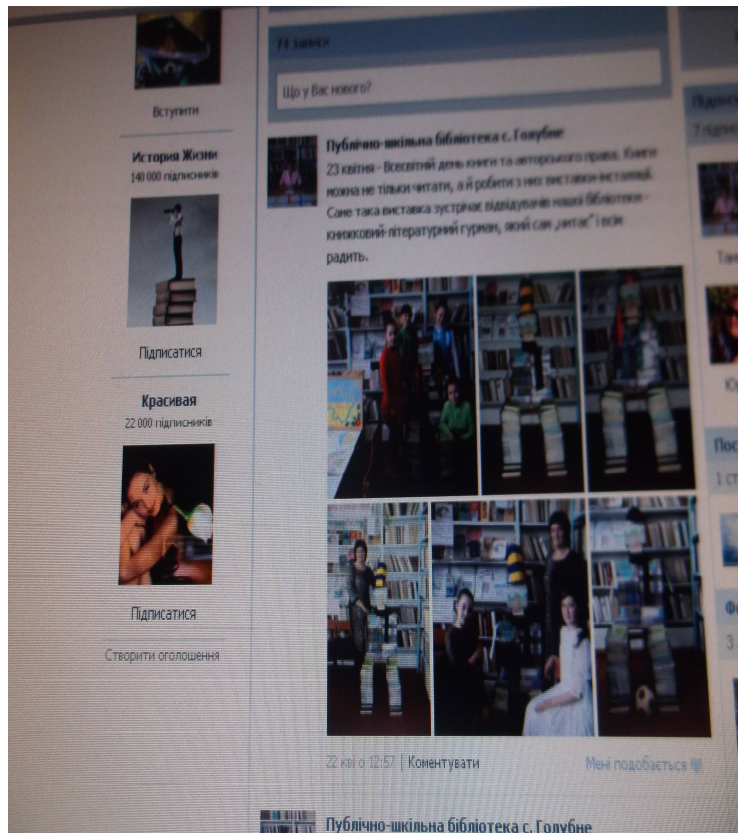 Вступити
История Жизни
140 000 підписників
Підписатися
Красивая
22 000 підписників
Підписатися
Створити оголошення
74 записи
Що у Вас нового?
Публічно-шкільна бібліотека с. Голубне
23 квітня - Всесвітній день книги та авторського права. Книги
можна не тільки читати, а й робити з них виставки-інсталяції.
Саме така виставка зустрічає відвідувачів нашої бібліотеки -
книжковий-літературний гурман, який сам „читає" і всім
радить.
22 кві о 12:57 | Коментувати
Мені подобається
Публічно-шкільна бібліотека с. Голубне
1 ст
3